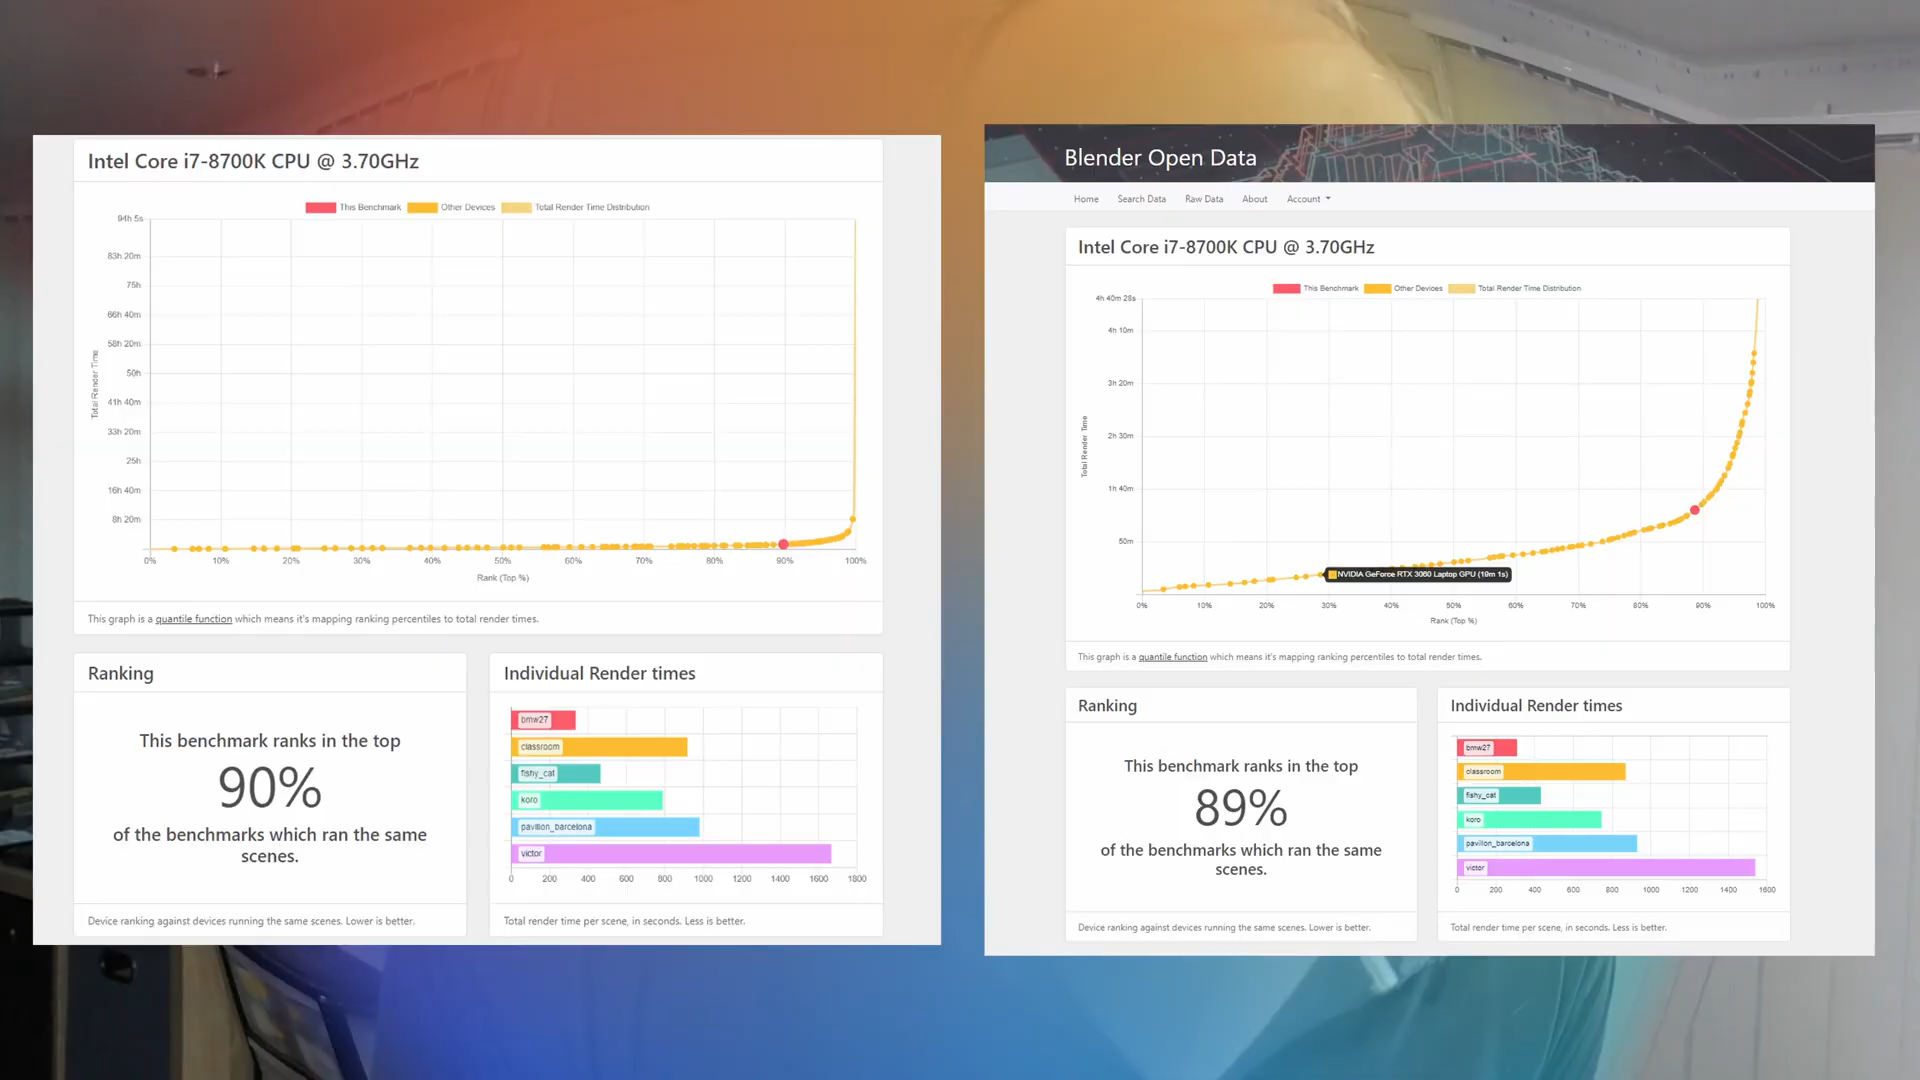 Intel Core i7-8700K CPU @ 3.70GHz
This Benchmark Other Devices Total Render Time Distribution
94h 5s
83h 20m
75h
66h 40m
58h 20m
50h
41h 40m
33h 20m
25h
16h 40m
8h 20m
Total Render Time
0% 10% 20% 30% 40% 50% 60% 70% 80% 90% 100%
Rank (Top %)
This graph is a quantile function which means it's mapping ranking percentiles to total render times.
Ranking
This benchmark ranks in the top
90%
of the benchmarks which ran the same
scenes.
Device ranking against devices running the same scenes. Lower is better.
Individual Render times
bmw27
classroom
fishy_cat
koro
pavillon_barcelona
victor
0 200 400 600 800 1000 1200 1400 1600 1800
Total render time per scene, in seconds. Less is better.
Blender Open Data
Home Search Data Raw Data About Account
Intel Core i7-8700K CPU @ 3.70GHz
This Benchmark Other Devices Total Render Time Distribution
4h 40m 28s
4h 10m
3h 20m
2h 30m
1h 40m
50m
Total Render Time
NVIDIA GeForce RTX 3060 Laptop GPU (19m 1s)
0% 10% 20% 30% 40% 50% 60% 70% 80% 90% 100%
Rank (Top %)
This graph is a quantile function which means it's mapping ranking percentiles to total render times.
Ranking
This benchmark ranks in the top
89%
of the benchmarks which ran the same
scenes.
Device ranking against devices running the same scenes. Lower is better.
Individual Render times
bmw27
classroom
fishy_cat
koro
pavillon_barcelona
victor
0 200 400 600 800 1000 1200 1400 1600
Total render time per scene, in seconds. Less is better.